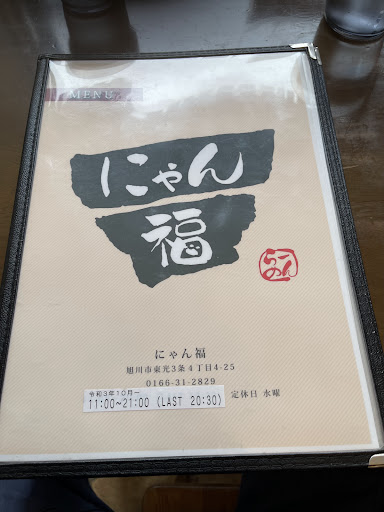 MENU
にゃん
福
らーめん
にゃん福
旭川市東光3条4丁目4-25
0166-31-2829
令和3年10月〜
11:00~21:00 (LAST 20:30) 定休日 水曜